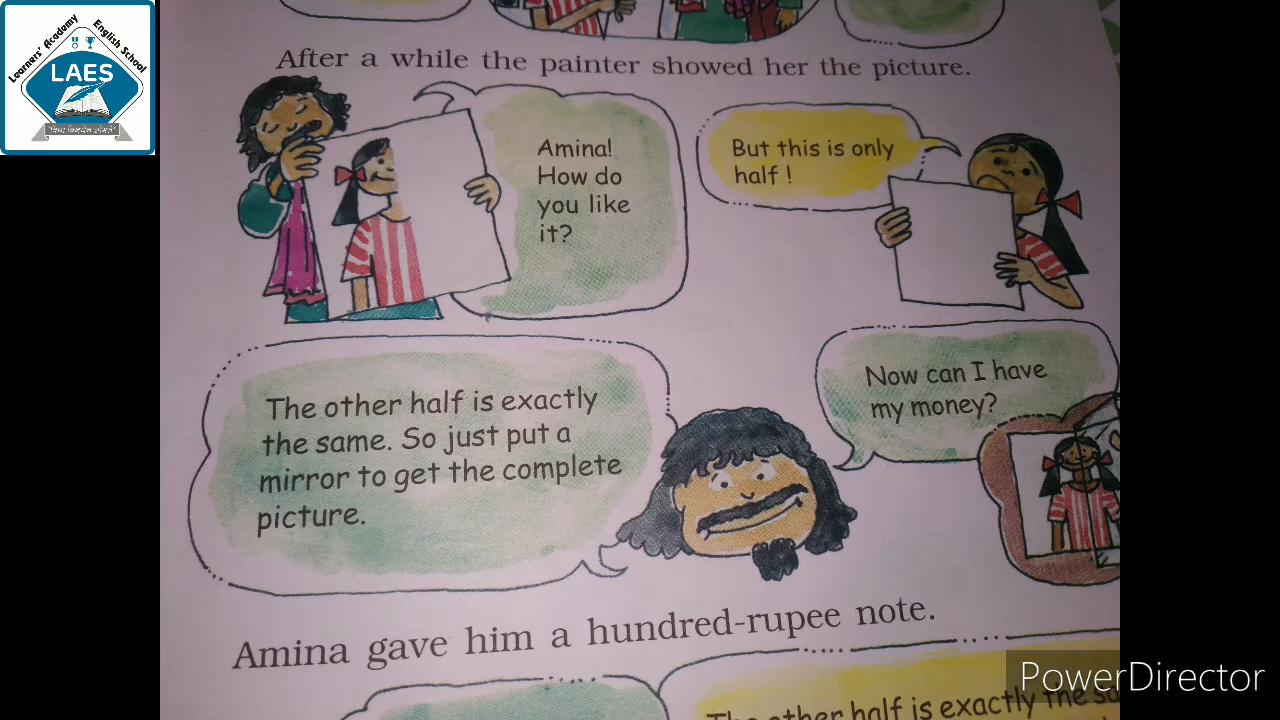 Learners' Academy English School
LAES
After a while the painter showed her the picture.
Amina!
How do
you like
it?
But this is only
half !
The other half is exactly
the same. So just put a
mirror to get the complete
picture.
Now can I have
my money?
Amina gave him a hundred-rupee note.
The other half is exactly the
PowerDirector